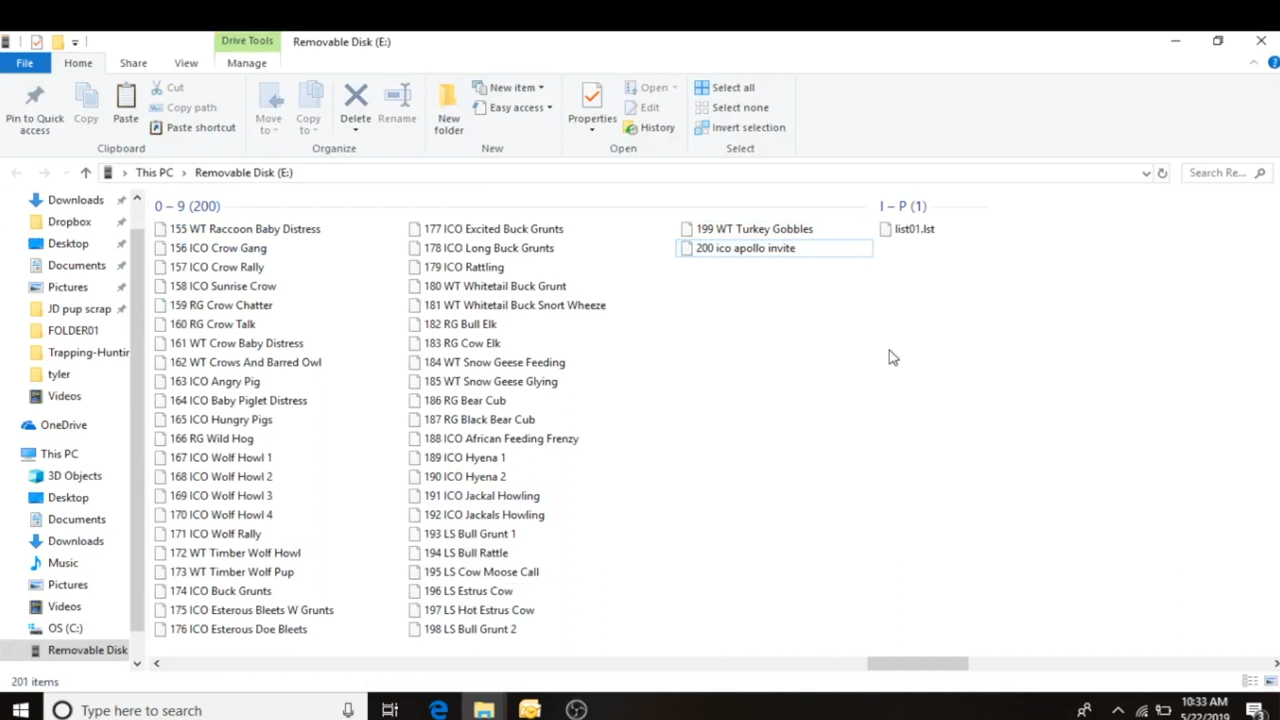 Drive Tools
Removable Disk (E:)
File
Home
Share
View
Manage
Pin to Quick access
Copy
Paste
Cut
Copy path
Paste shortcut
Clipboard
Move to
Copy to
Delete
Rename
Organize
New folder
New item
Easy access
New
Properties
Open
Edit
History
Open
Select all
Select none
Invert selection
Select
This PC > Removable Disk (E:)
Search Re...
Downloads
Dropbox
Desktop
Documents
Pictures
JD pup scrap
FOLDER01
Trapping-Huntin
tyler
Videos
OneDrive
This PC
3D Objects
Desktop
Documents
Downloads
Music
Pictures
Videos
OS (C:)
Removable Disk
0 – 9 (200)
155 WT Raccoon Baby Distress
156 ICO Crow Gang
157 ICO Crow Rally
158 ICO Sunrise Crow
159 RG Crow Chatter
160 RG Crow Talk
161 WT Crow Baby Distress
162 WT Crows And Barred Owl
163 ICO Angry Pig
164 ICO Baby Piglet Distress
165 ICO Hungry Pigs
166 RG Wild Hog
167 ICO Wolf Howl 1
168 ICO Wolf Howl 2
169 ICO Wolf Howl 3
170 ICO Wolf Howl 4
171 ICO Wolf Rally
172 WT Timber Wolf Howl
173 WT Timber Wolf Pup
174 ICO Buck Grunts
175 ICO Esterous Bleets W Grunts
176 ICO Esterous Doe Bleets
177 ICO Excited Buck Grunts
178 ICO Long Buck Grunts
179 ICO Rattling
180 WT Whitetail Buck Grunt
181 WT Whitetail Buck Snort Wheeze
182 RG Bull Elk
183 RG Cow Elk
184 WT Snow Geese Feeding
185 WT Snow Geese Glying
186 RG Bear Cub
187 RG Black Bear Cub
188 ICO African Feeding Frenzy
189 ICO Hyena 1
190 ICO Hyena 2
191 ICO Jackal Howling
192 ICO Jackals Howling
193 LS Bull Grunt 1
194 LS Bull Rattle
195 LS Cow Moose Call
196 LS Estrus Cow
197 LS Hot Estrus Cow
198 LS Bull Grunt 2
199 WT Turkey Gobbles
200 ico apollo invite
I – P (1)
list01.lst
201 items
Type here to search
10:33 AM
5/22/2019